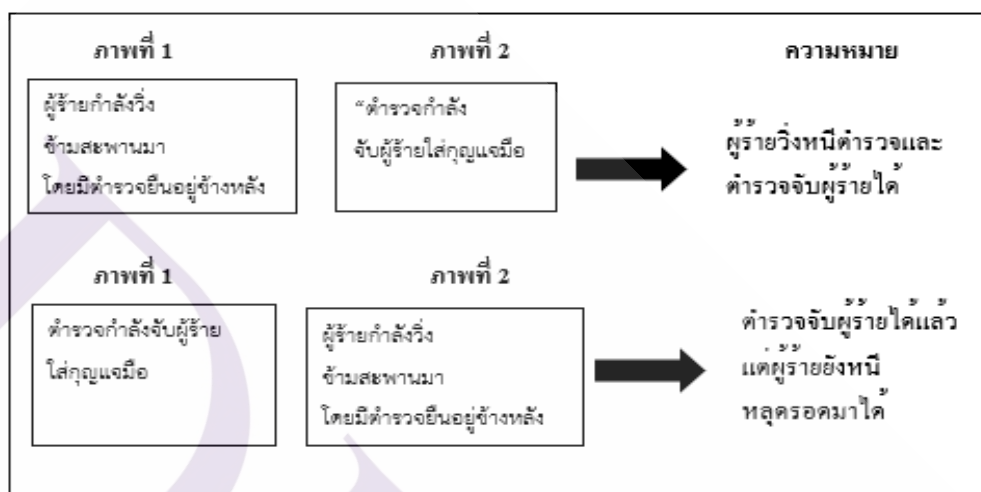 ภาพที่ 1
ภาพที่ 2
ความหมาย
ผู้ร้ายกำลังวิ่ง
ข้ามสะพานมา
โดยมีตำรวจยืนอยู่ข้างหลัง
“ตำรวจกำลัง
จับผู้ร้ายใส่กุญแจมือ
ผู้ร้ายวิ่งหนีตำรวจและ
ตำรวจจับผู้ร้ายได้
ภาพที่ 1
ภาพที่ 2
ตำรวจกำลังจับผู้ร้าย
ใส่กุญแจมือ
ผู้ร้ายกำลังวิ่ง
ข้ามสะพานมา
โดยมีตำรวจยืนอยู่ข้างหลัง
ตำรวจจับผู้ร้ายได้แล้ว
แต่ผู้ร้ายยังหนี
หลุดรอดมาได้